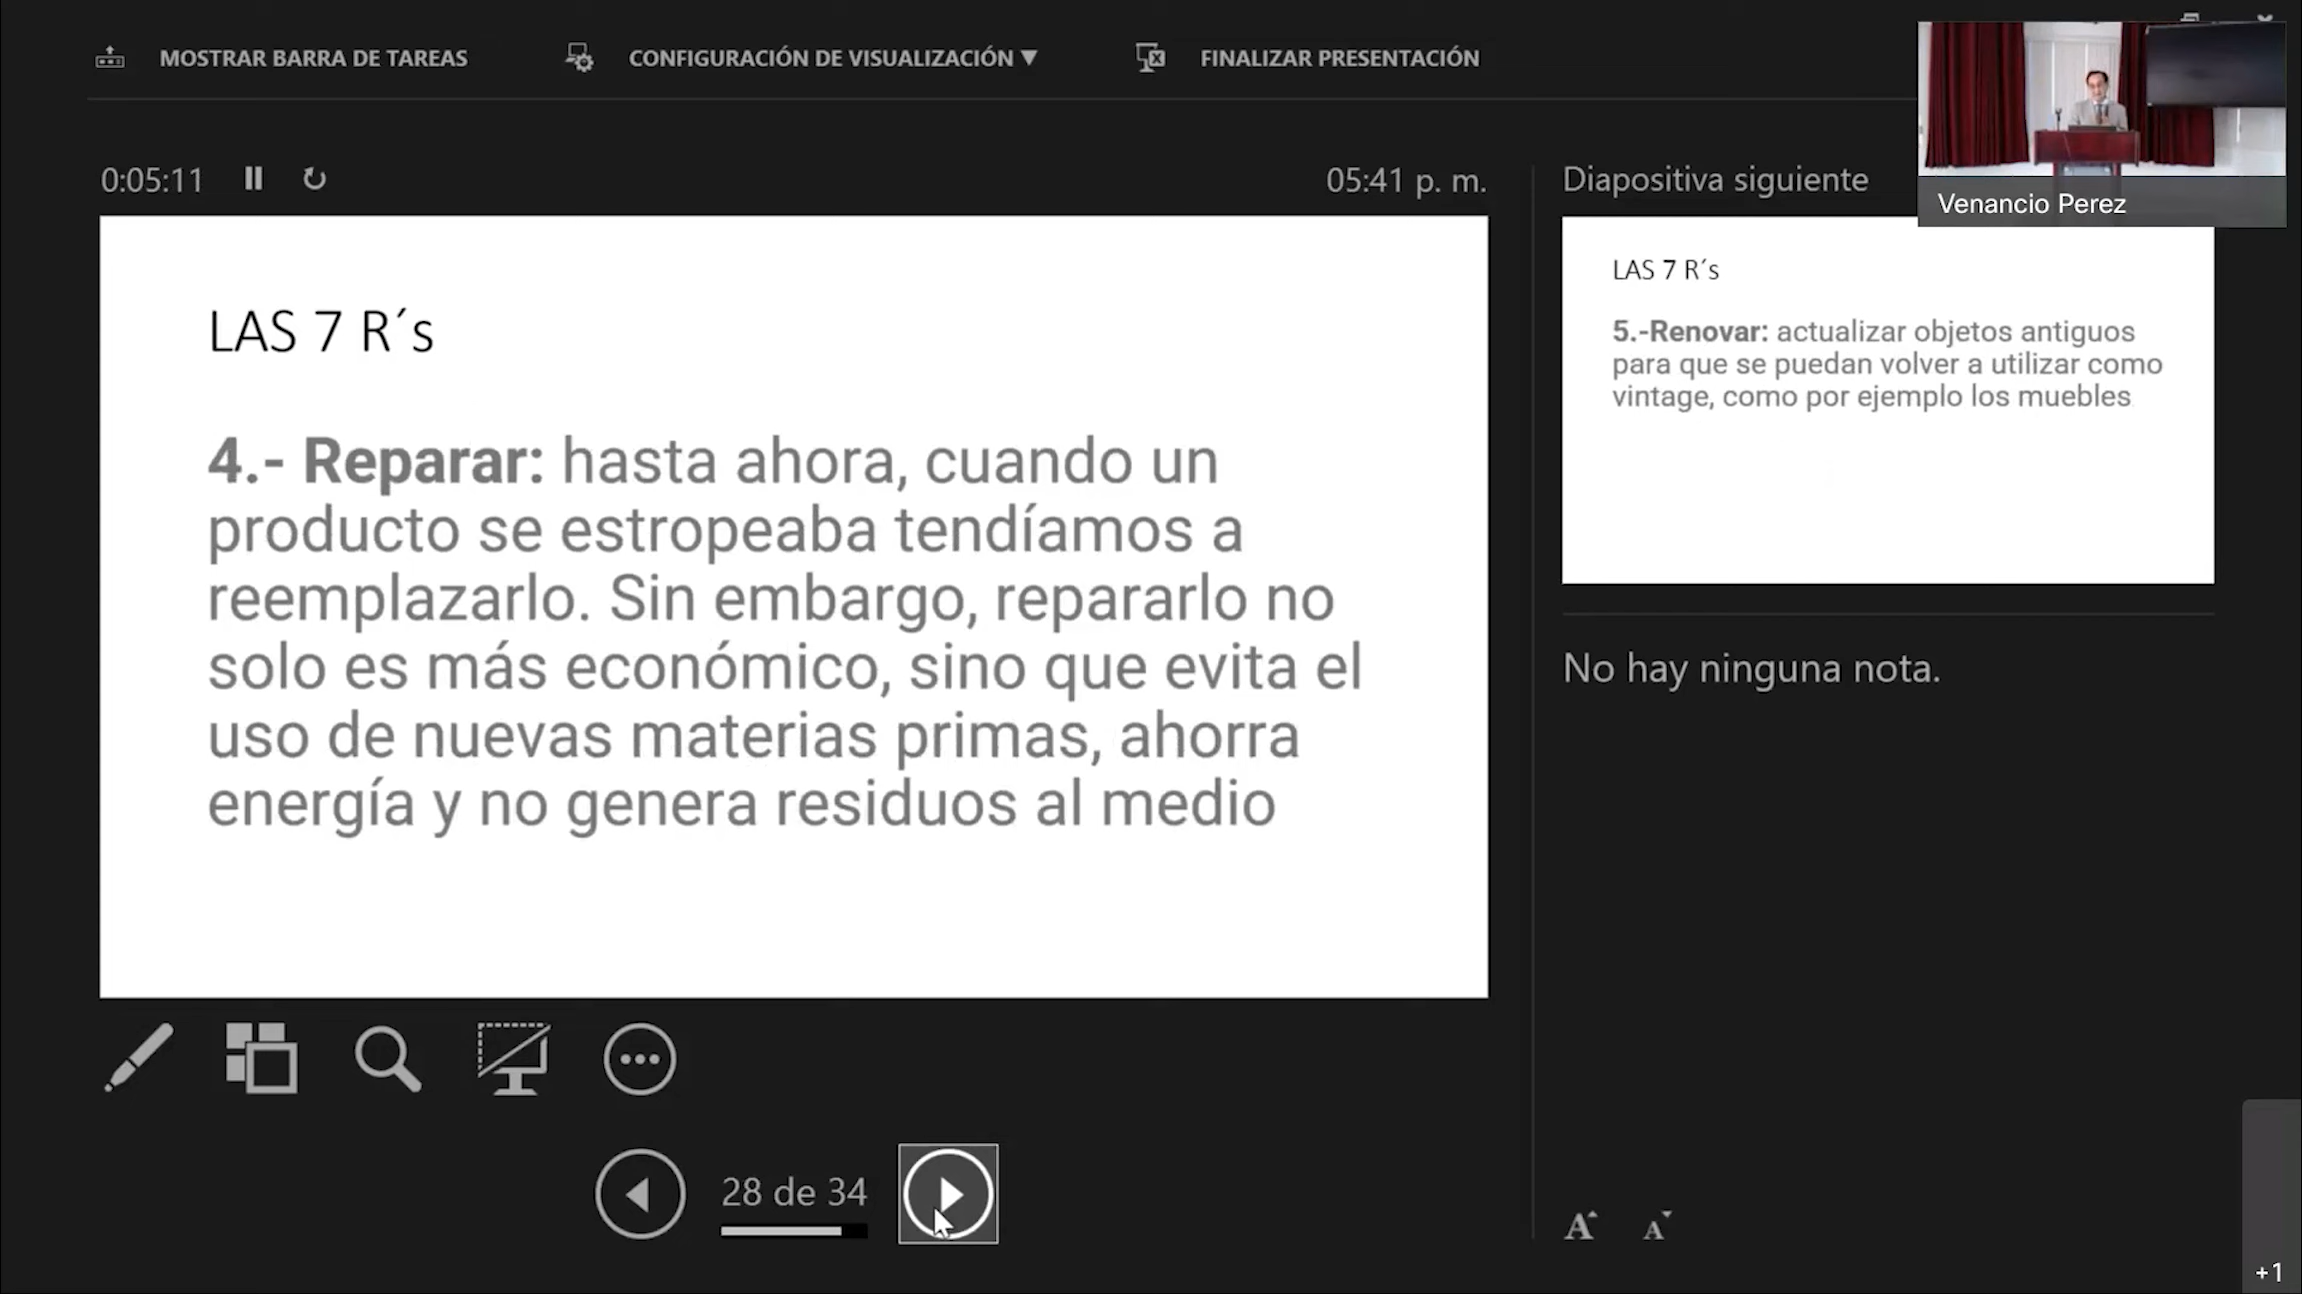 MOSTRAR BARRA DE TAREAS
CONFIGURACIÓN DE VISUALIZACIÓN ▼
FINALIZAR PRESENTACIÓN
Venancio Perez
0:05:11
05:41 p. m.
LAS 7 R´s
4.- Reparar: hasta ahora, cuando un
producto se estropeaba tendíamos a
reemplazarlo. Sin embargo, repararlo no
solo es más económico, sino que evita el
uso de nuevas materias primas, ahorra
energía y no genera residuos al medio
28 de 34
Diapositiva siguiente
LAS 7 R´s
5.-Renovar: actualizar objetos antiguos
para que se puedan volver a utilizar como
vintage, como por ejemplo los muebles
No hay ninguna nota.
A A
+1